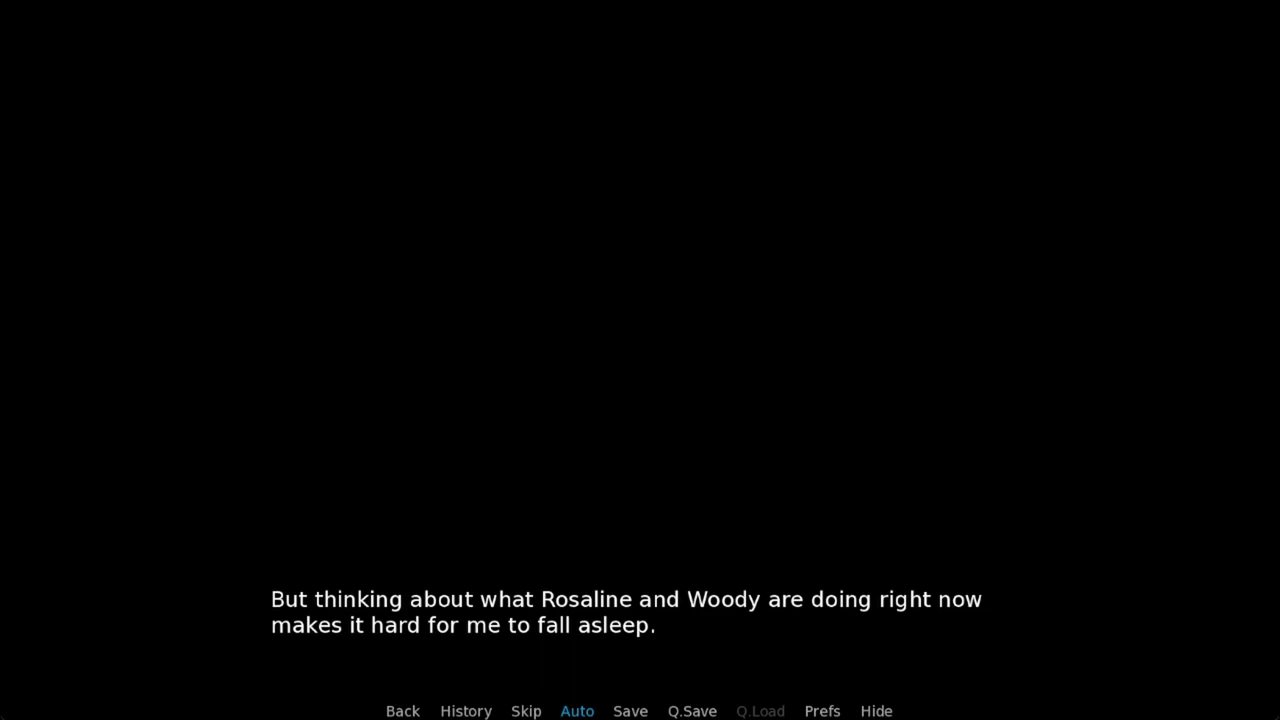 But thinking about what Rosaline and Woody are doing right now
makes it hard for me to fall asleep.
Back History Skip Auto Save Q.Save Q.Load Prefs Hide